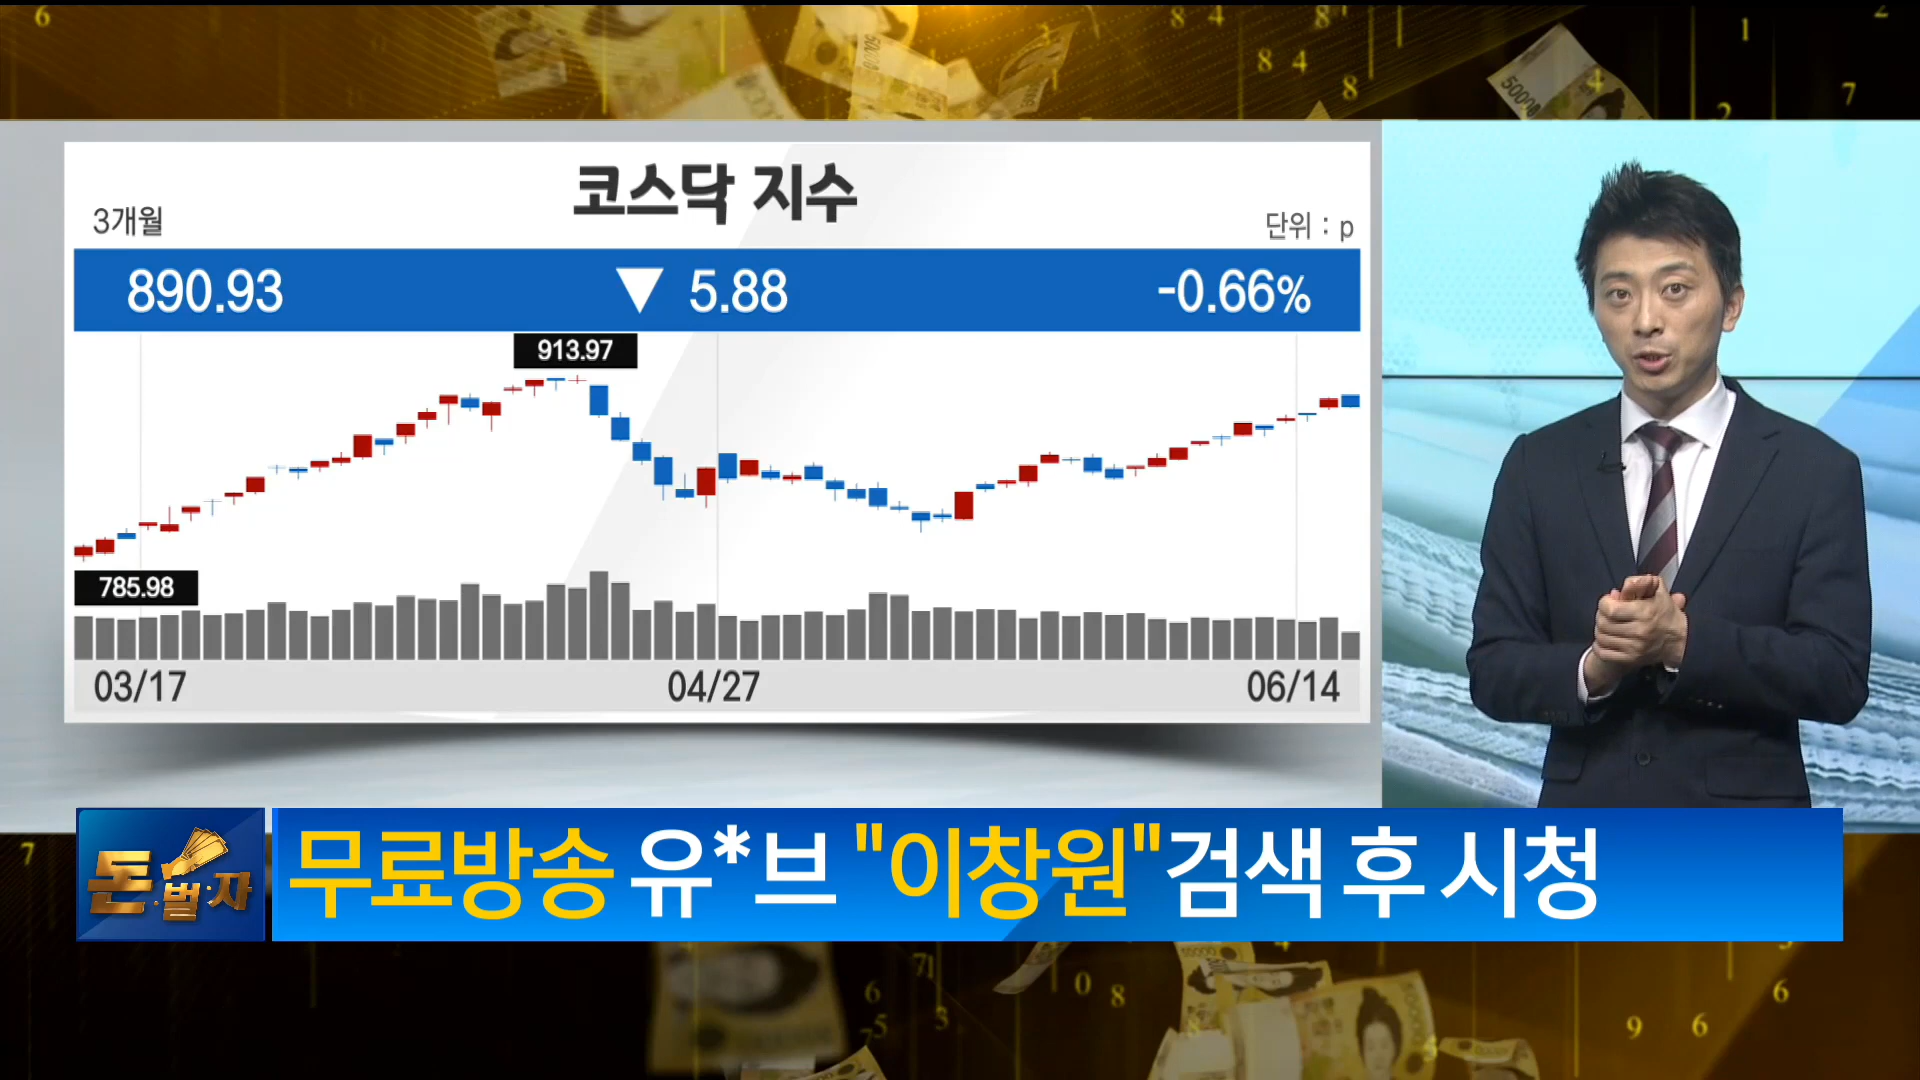 코스닥 지수
3개월
단위 : p
890.93 ▼ 5.88 -0.66%
913.97
785.98
03/17 04/27 06/14
돈.벌.자
무료방송 유*브 "이창원"검색 후 시청